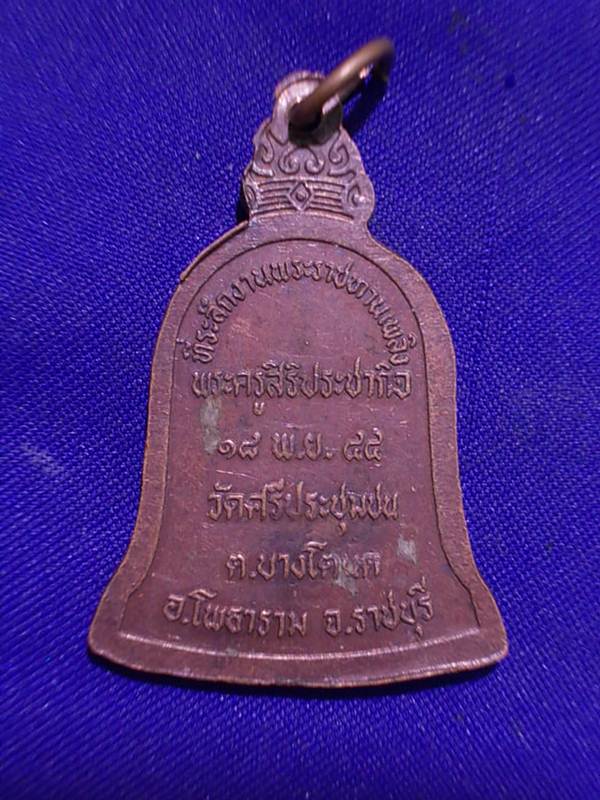 ที่ระลึกงานพระราชทานเพลิง
พระครูสิริประชากิจ
๑๘ พ.ย. ๔๔
วัดศรีประชุมชน
ต.บางโตนด
อ.โพธาราม จ.ราชบุรี